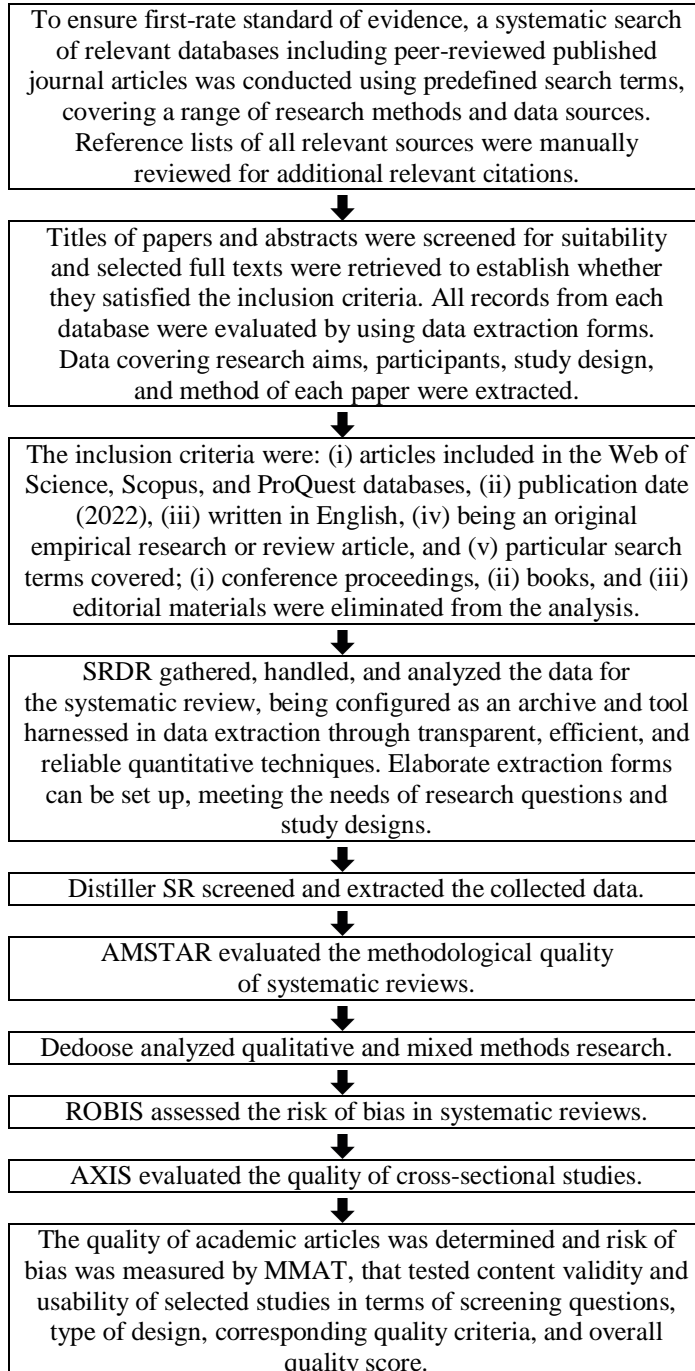 To ensure first-rate standard of evidence, a systematic search
of relevant databases including peer-reviewed published
journal articles was conducted using predefined search terms,
covering a range of research methods and data sources.
Reference lists of all relevant sources were manually
reviewed for additional relevant citations.
Titles of papers and abstracts were screened for suitability
and selected full texts were retrieved to establish whether
they satisfied the inclusion criteria. All records from each
database were evaluated by using data extraction forms.
Data covering research aims, participants, study design,
and method of each paper were extracted.
The inclusion criteria were: (i) articles included in the Web of
Science, Scopus, and ProQuest databases, (ii) publication date
(2022), (iii) written in English, (iv) being an original
empirical research or review article, and (v) particular search
terms covered; (i) conference proceedings, (ii) books, and (iii)
editorial materials were eliminated from the analysis.
SRDR gathered, handled, and analyzed the data for
the systematic review, being configured as an archive and tool
harnessed in data extraction through transparent, efficient, and
reliable quantitative techniques. Elaborate extraction forms
can be set up, meeting the needs of research questions and
study designs.
Distiller SR screened and extracted the collected data.
AMSTAR evaluated the methodological quality
of systematic reviews.
Dedoose analyzed qualitative and mixed methods research.
ROBIS assessed the risk of bias in systematic reviews.
AXIS evaluated the quality of cross-sectional studies.
The quality of academic articles was determined and risk of
bias was measured by MMAT, that tested content validity and
usability of selected studies in terms of screening questions,
type of design, corresponding quality criteria, and overall
quality score.